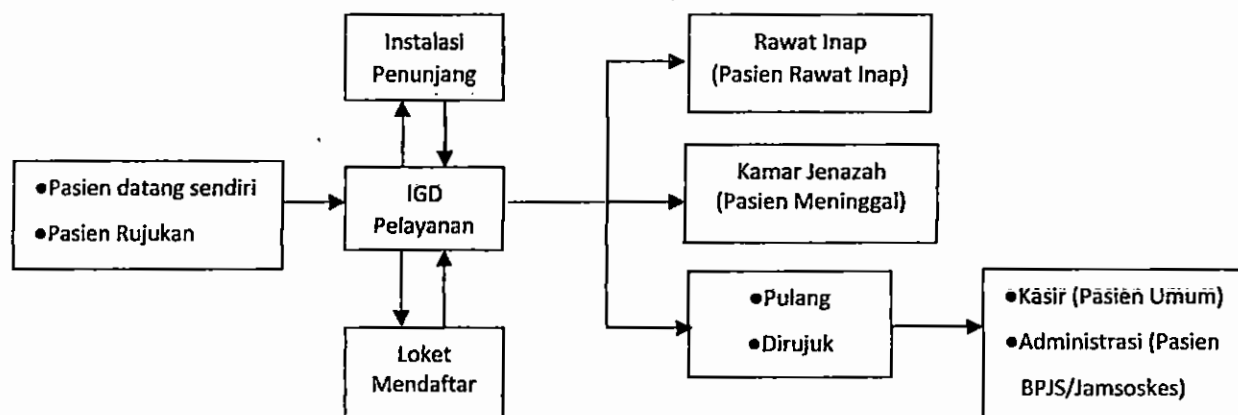 Instalasi
Penunjang
Rawat Inap
(Pasien Rawat Inap)
●Pasien datang sendiri
●Pasien Rujukan
IGD
Pelayanan
Kamar Jenazah
(Pasien Meninggal)
Loket
Mendaftar
●Pulang
●Dirujuk
●Kasir (Pasien Umum)
●Administrasi (Pasien
BPJS/Jamsoskes)